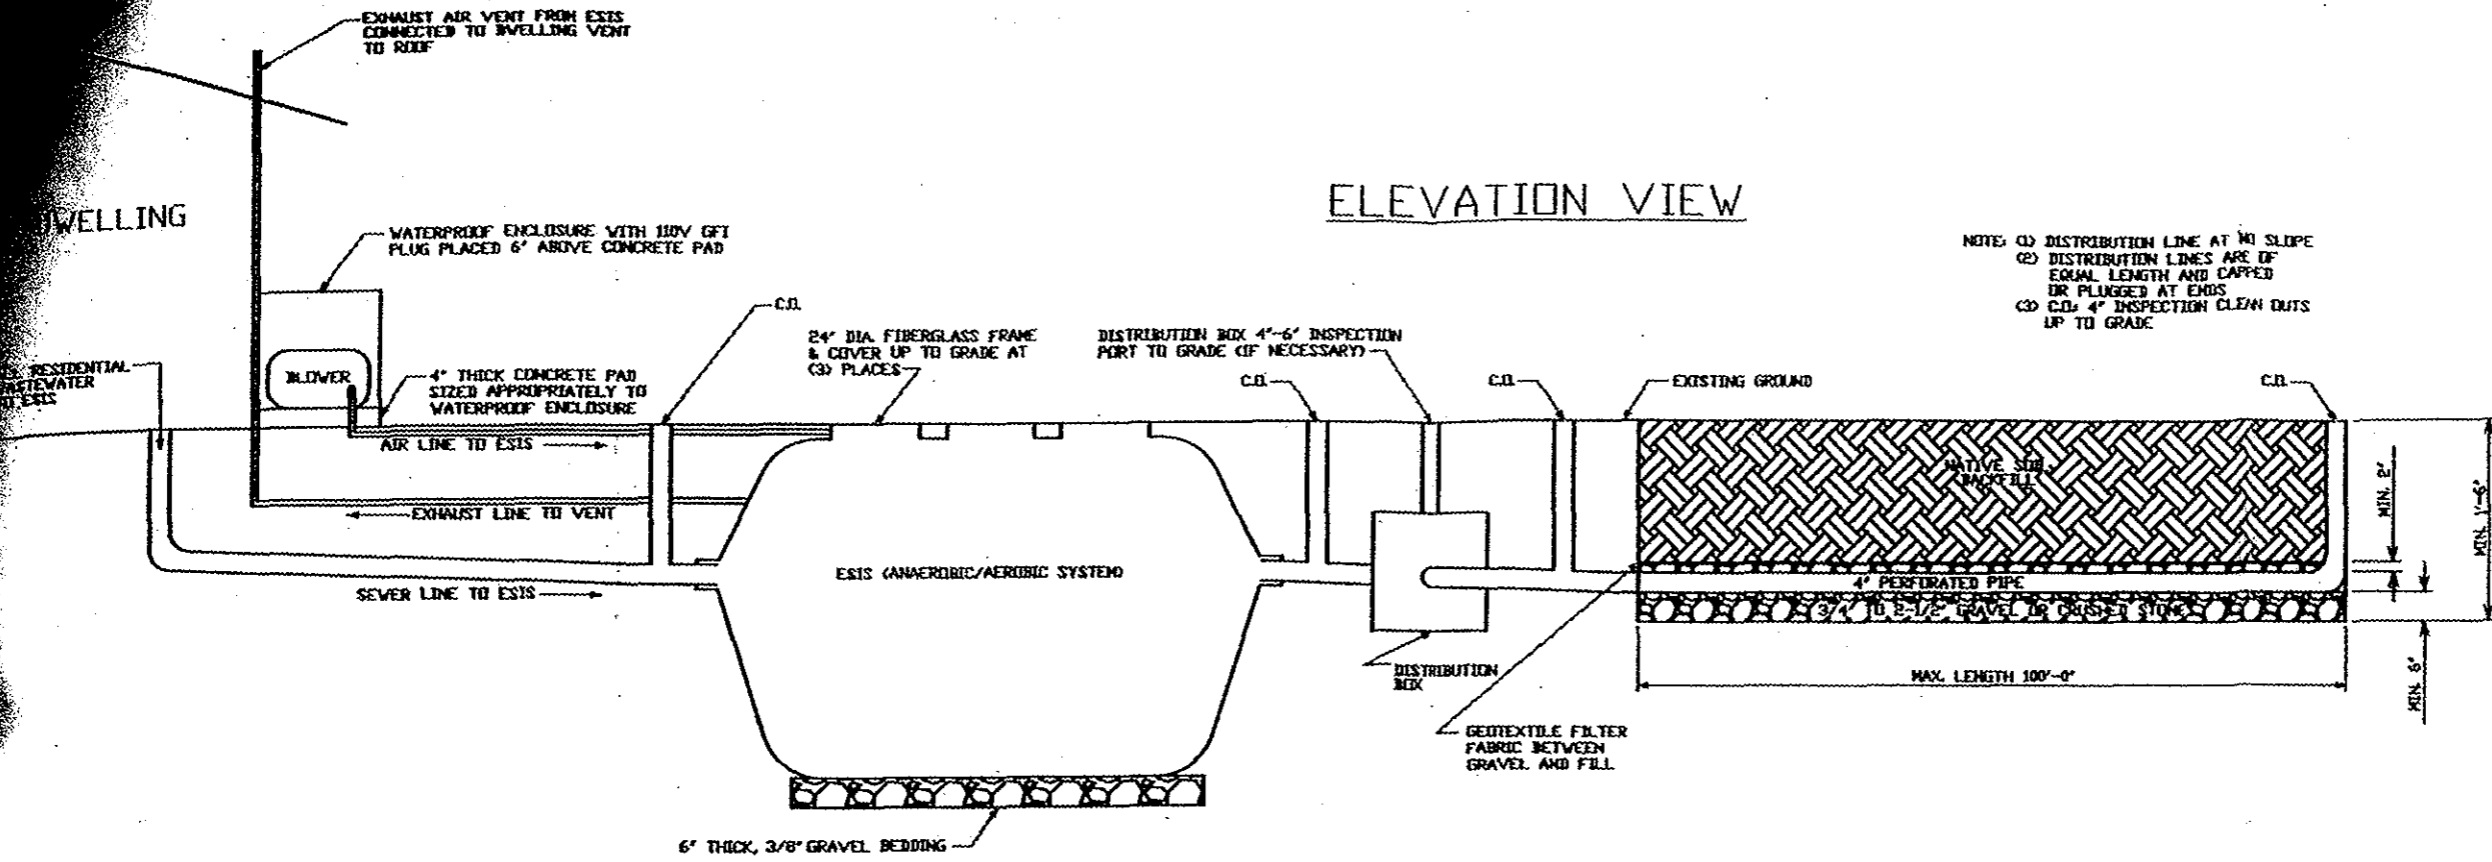 EXHAUST AIR VENT FROM ESIS
CONNECTED TO DWELLING VENT
TO ROOF
DWELLING
WATERPROOF ENCLOSURE WITH 110V GFI
PLUG PLACED 6" ABOVE CONCRETE PAD
ELEVATION VIEW
NOTE: (1) DISTRIBUTION LINE AT NO SLOPE
(2) DISTRIBUTION LINES ARE OF
EQUAL LENGTH AND CAPPED
OR PLUGGED AT ENDS
(3) C.O.: 4" INSPECTION CLEAN OUTS
UP TO GRADE
C.O.
24" DIA. FIBERGLASS FRAME
& COVER UP TO GRADE AT
(3) PLACES
DISTRIBUTION BOX 4"-6" INSPECTION
PORT TO GRADE (IF NECESSARY)
RESIDENTIAL
WASTEWATER
ESIS
BLOWER
4" THICK CONCRETE PAD
SIZED APPROPRIATELY TO
WATERPROOF ENCLOSURE
C.O.
C.O.
EXISTING GROUND
C.O.
AIR LINE TO ESIS
NATIVE SOIL
BACKFILL
MIN. 2"
MIN. 1'-6"
EXHAUST LINE TO VENT
ESIS (ANAEROBIC/AEROBIC SYSTEM)
4" PERFORATED PIPE
SEWER LINE TO ESIS
3/4" TO 2-1/2" GRAVEL OR CRUSHED STONES
DISTRIBUTION
BOX
MAX. LENGTH 100'-0"
MIN. 6"
GEOTEXTILE FILTER
FABRIC BETWEEN
GRAVEL AND FILL
6" THICK, 3/8" GRAVEL BEDDING